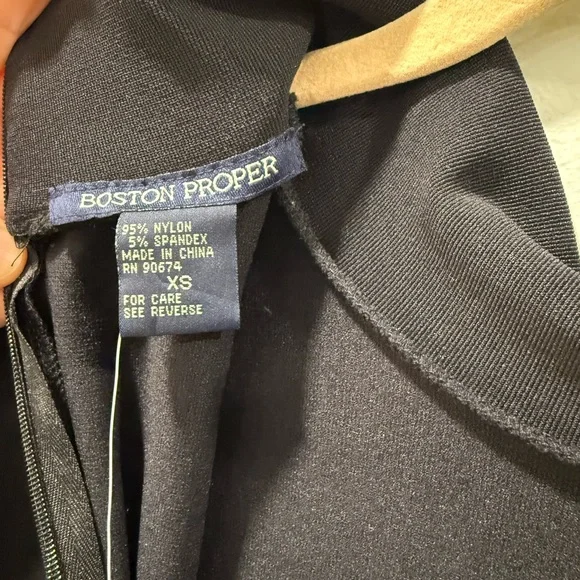 BOSTON PROPER
95% NYLON
5% SPANDEX
MADE IN CHINA
RN 90674
XS
FOR CARE
SEE REVERSE